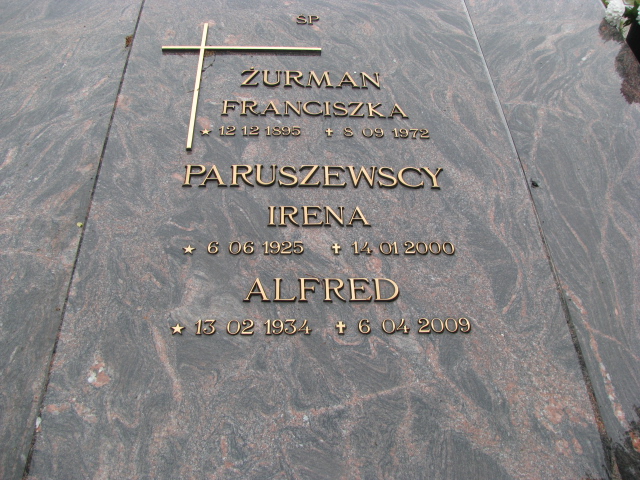 SP
ŻURMAN
FRANCISZKA
★ 12 12 1895 ✝ 8 09 1972
PARUSZEWSCY
IRENA
★ 6 06 1925 ✝ 14 01 2000
ALFRED
★ 13 02 1934 ✝ 6 04 2009